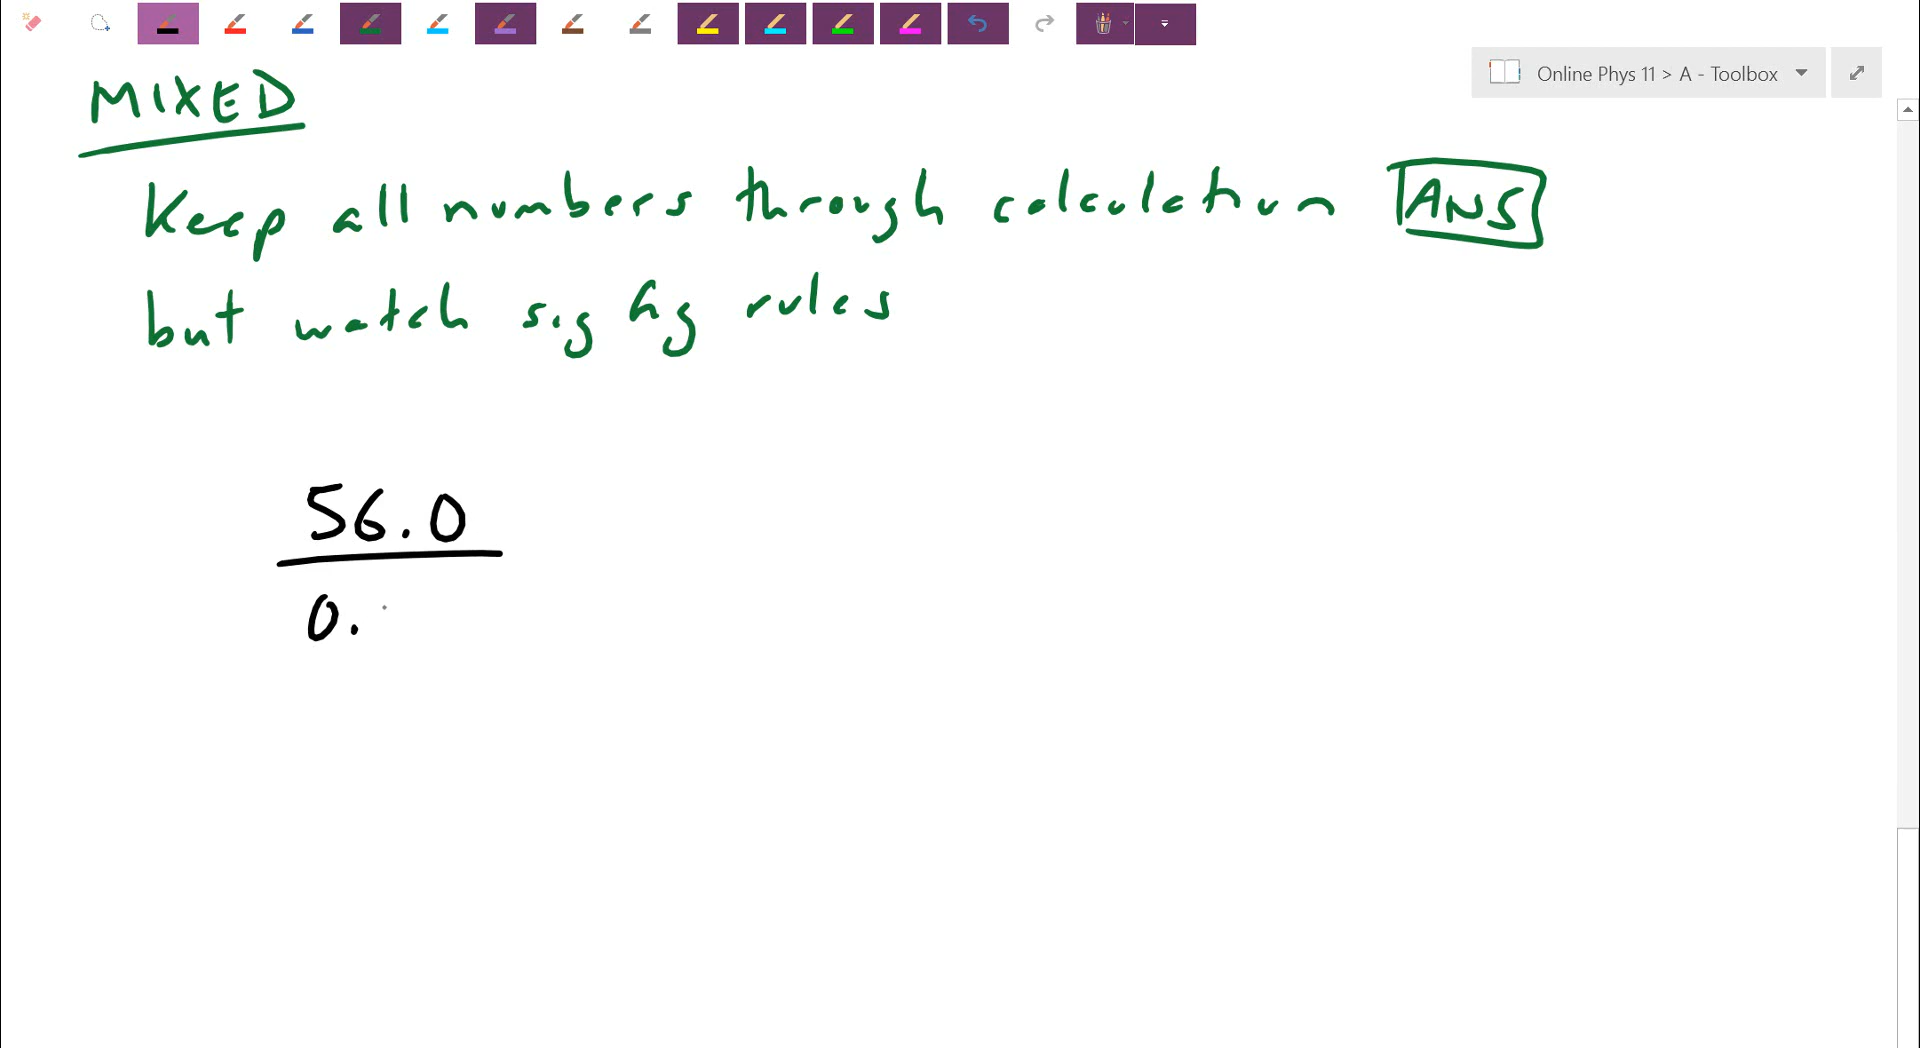 Online Phys 11 > A - Toolbox
MIXED
Keep all numbers through calculation ANS
but watch sig fig rules
56.0
0.